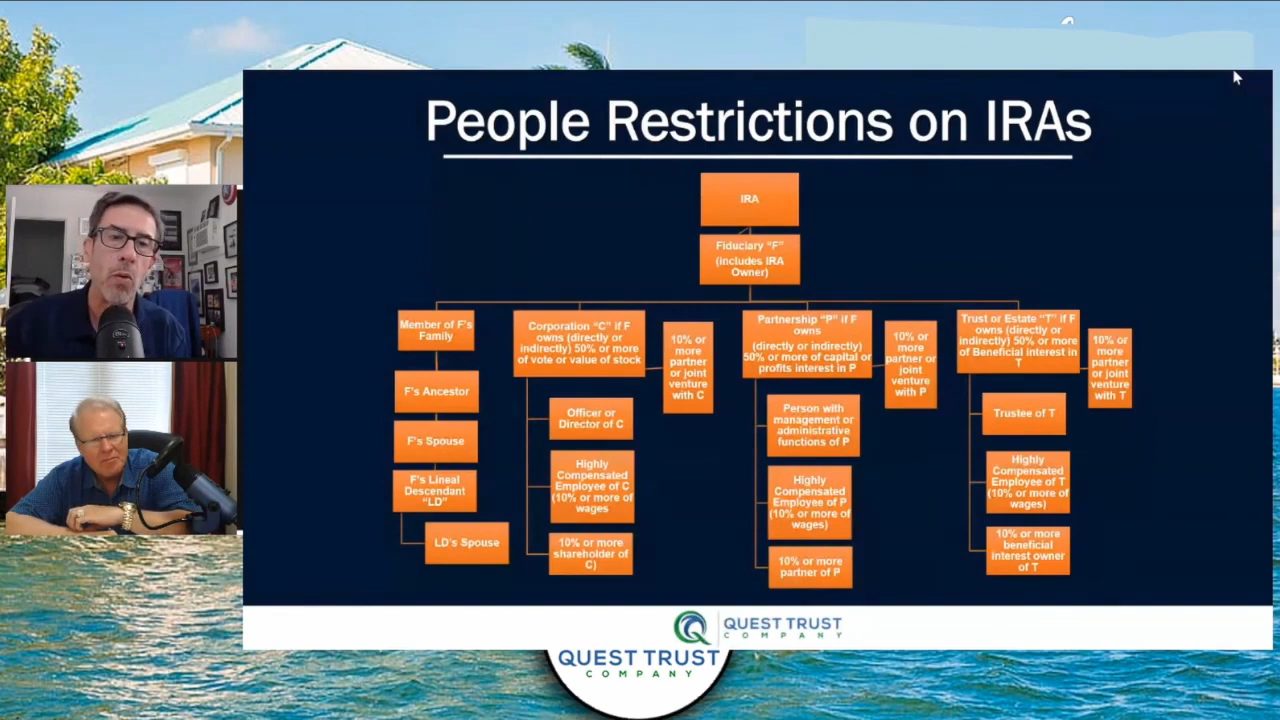 People Restrictions on IRAs
IRA
Fiduciary "F"
(includes IRA
Owner)
Member of F's
Family
F's Ancestor
F's Spouse
F's Lineal
Descendant
"LD"
LD's Spouse
Corporation "C" if F
owns (directly or
indirectly) 50% or more
of vote or value of stock
10% or
more
partner
or joint
venture
with C
Officer or
Director of C
Highly
Compensated
Employee of C
(10% or more of
wages
10% or more
shareholder of
C)
Partnership "P" if F
owns
(directly or indirectly)
50% or more of capital or
profits interest in P
10% or
more
partner or
joint
venture
with P
Person with
management or
administrative
functions of P
Highly
Compensated
Employee of P
(10% or more of
wages)
10% or more
partner of P
Trust or Estate "T" if F
owns (directly or
indirectly) 50% or more
of Beneficial interest in
T
10% or
more
partner
or joint
venture
with T
Trustee of T
Highly
Compensated
Employee of T
(10% or more of
wages)
10% or more
beneficial
interest owner
of T
QUEST TRUST
COMPANY
QUEST TRUST
COMPANY